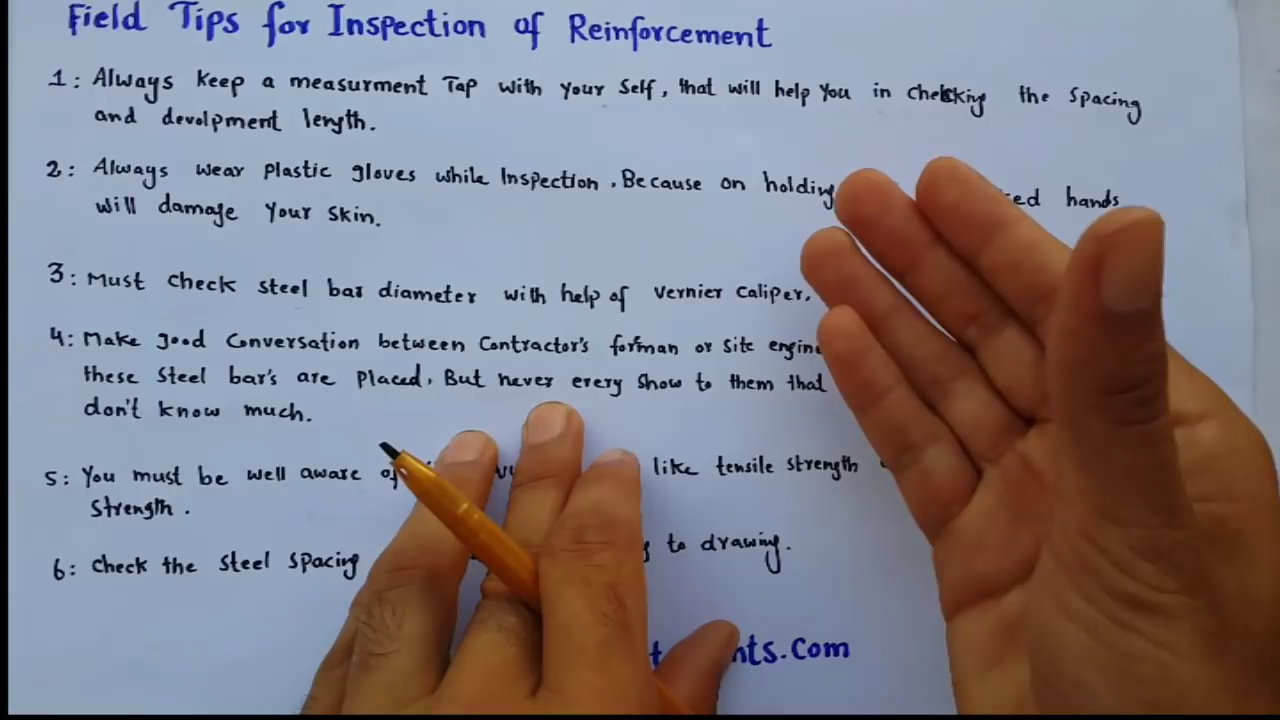 Field Tips for Inspection of Reinforcement
1: Always Keep a measurment Tap with Your Self, that will help You in checking the Spacing
and devolpment length.
2: Always wear Plastic gloves while Inspection. Because on holding hands
will damage Your Skin.
3: Must check Steel bar diameter with help of Vernier Caliper.
4: Make good Conversation between Contractor's forman or Site
these Steel bar's are Placed. But never every Show to them that
don't know much.
5: You must be well aware like tensile Strength
Strength.
6: Check the Steel Spacing to drawing.
.Com